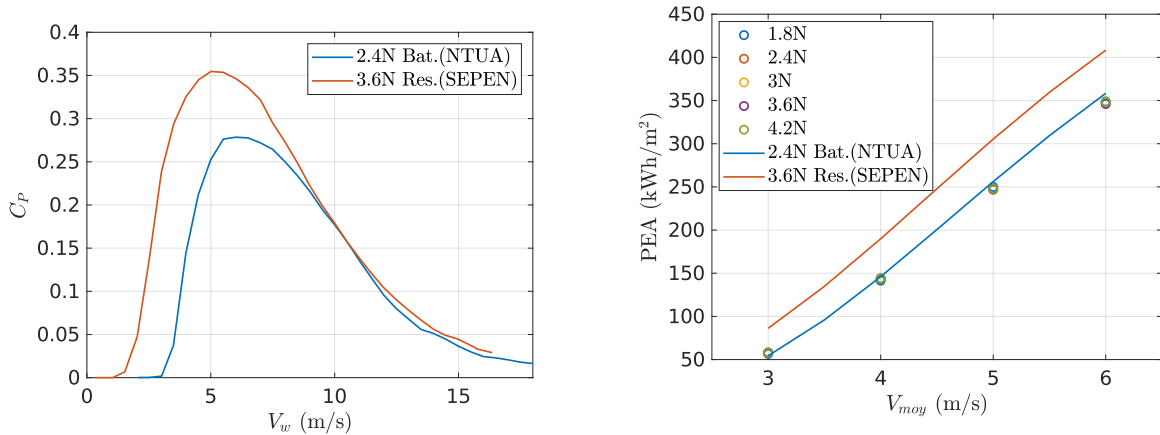 0.4
0.35
0.3
0.25
0.2
0.15
0.1
0.05
0
C_P
0 5 10 15
V_w (m/s)
2.4N Bat.(NTUA)
3.6N Res.(SEPEN)
450
400
350
300
250
200
150
100
50
PEA (kWh/m²)
3 4 5 6
V_moy (m/s)
1.8N
2.4N
3N
3.6N
4.2N
2.4N Bat.(NTUA)
3.6N Res.(SEPEN)